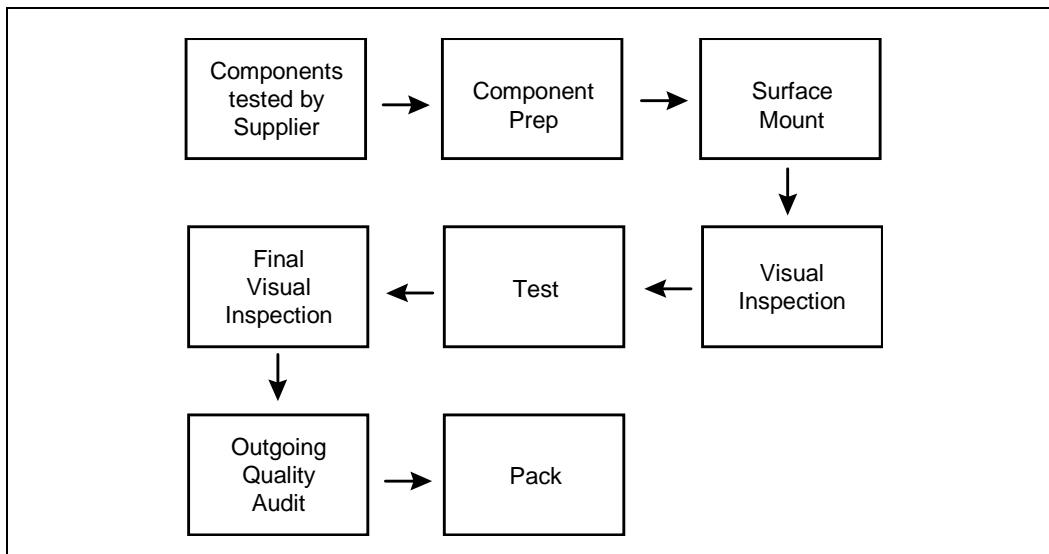 Components
tested by
Supplier
Component
Prep
Surface
Mount
Visual
Inspection
Test
Final
Visual
Inspection
Outgoing
Quality
Audit
Pack